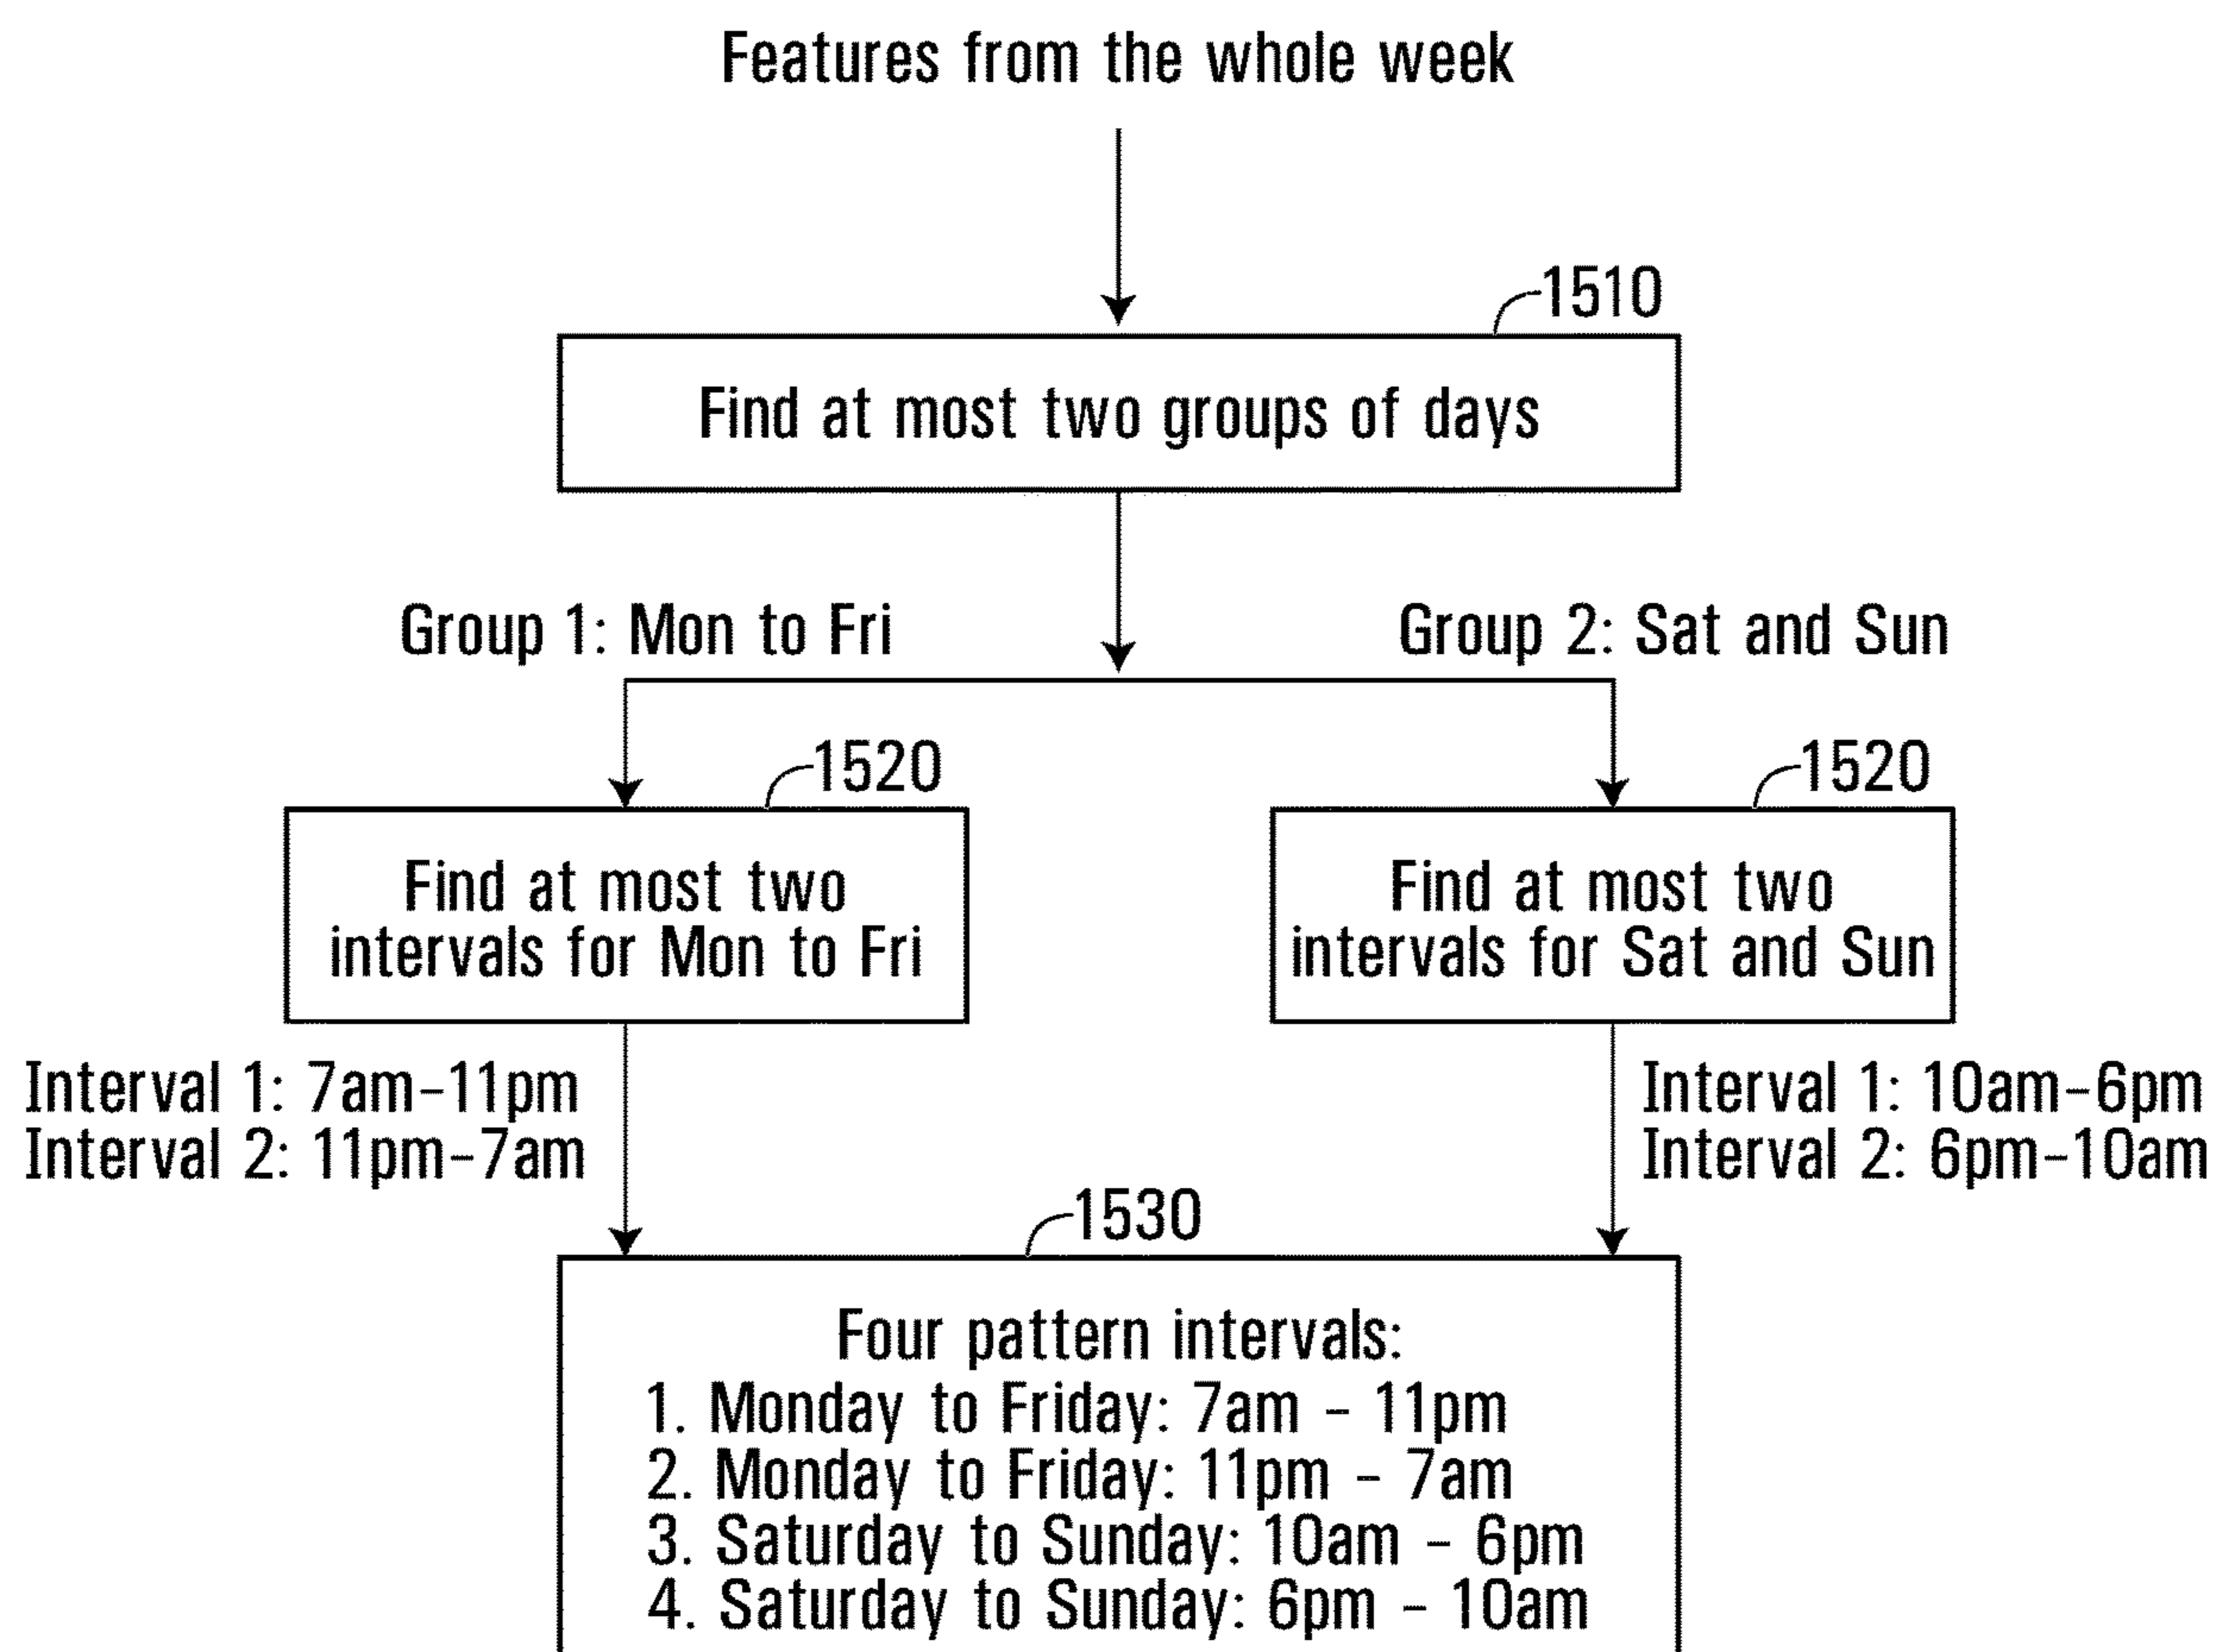 Features from the whole week
1510
Find at most two groups of days
Group 1: Mon to Fri
Group 2: Sat and Sun
1520
Find at most two
intervals for Mon to Fri
1520
Find at most two
intervals for Sat and Sun
Interval 1: 7am-11pm
Interval 2: 11pm-7am
Interval 1: 10am-6pm
Interval 2: 6pm-10am
1530
Four pattern intervals:
1. Monday to Friday: 7am - 11pm
2. Monday to Friday: 11pm - 7am
3. Saturday to Sunday: 10am - 6pm
4. Saturday to Sunday: 6pm - 10am